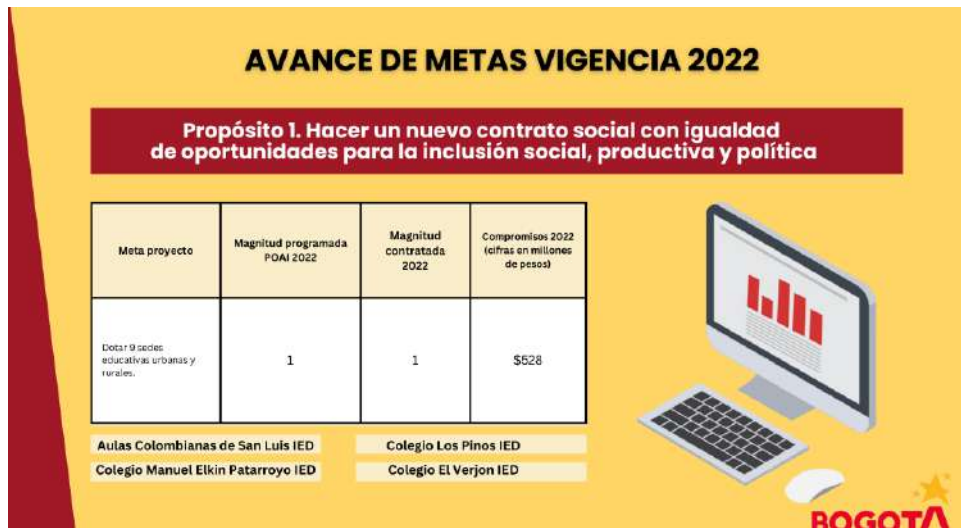 AVANCE DE METAS VIGENCIA 2022
Propósito 1. Hacer un nuevo contrato social con igualdad
de oportunidades para la inclusión social, productiva y política
Meta proyecto
Magnitud programada
POAI 2022
Magnitud
contratada
2022
Compromisos 2022
(cifras en millones
de pesos)
Dotar 9 sedes
educativas urbanas y
rurales.
1
1
$528
Aulas Colombianas de San Luis IED
Colegio Los Pinos IED
Colegio Manuel Elkin Patarroyo IED
Colegio El Verjon IED
BOGOTA